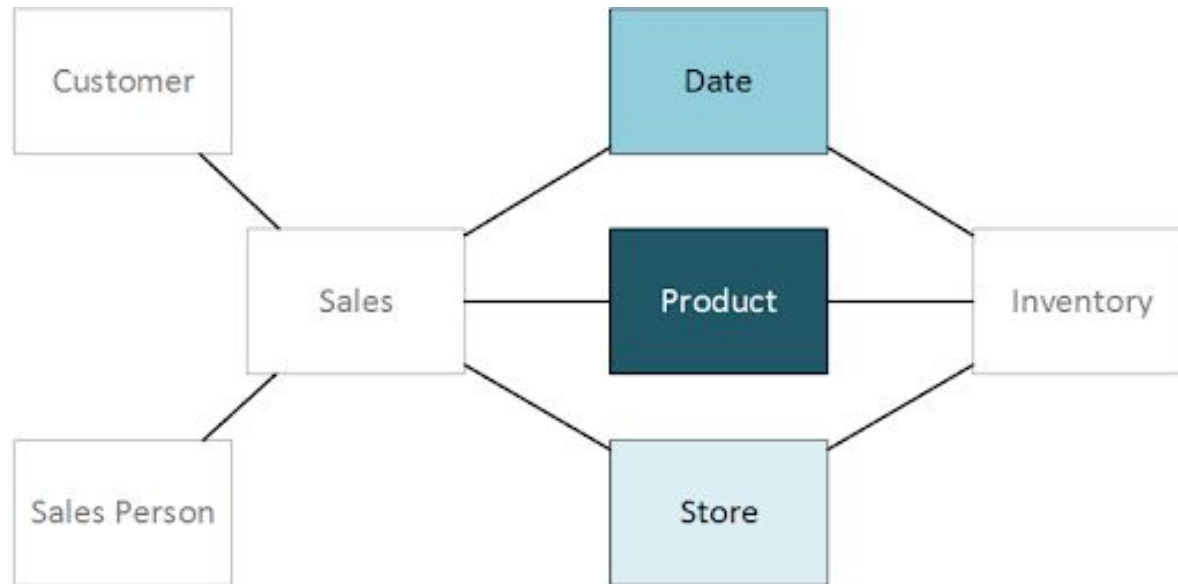 Customer
Date
Sales
Product
Inventory
Sales Person
Store